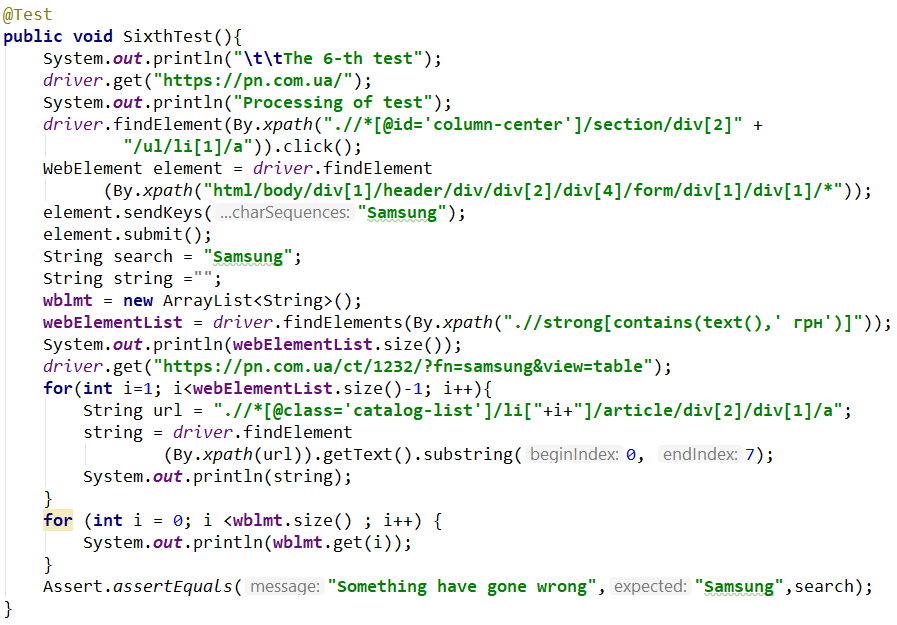 @Test
public void SixthTest(){
    System.out.println("\t\tThe 6-th test");
    driver.get("https://pn.com.ua/");
    System.out.println("Processing of test");
    driver.findElement(By.xpath(".//*[@id='column-center']/section/div[2]" +
            "/ul/li[1]/a")).click();
    WebElement element = driver.findElement
          (By.xpath("html/body/div[1]/header/div/div[2]/div[4]/form/div[1]/div[1]/*"));
    element.sendKeys( ...charSequences: "Samsung");
    element.submit();
    String search = "Samsung";
    String string ="";
    wblmt = new ArrayList<String>();
    webElementList = driver.findElements(By.xpath(".//strong[contains(text(),' грн')]"));
    System.out.println(webElementList.size());
    driver.get("https://pn.com.ua/ct/1232/?fn=samsung&view=table");
    for(int i=1; i<webElementList.size()-1; i++){
        String url = ".//*[@class='catalog-list']/li["+i+"]/article/div[2]/div[1]/a";
        string = driver.findElement
                (By.xpath(url)).getText().substring( beginIndex: 0, endIndex: 7);
        System.out.println(string);
    }
    for (int i = 0; i <wblmt.size() ; i++) {
        System.out.println(wblmt.get(i));
    }
    Assert.assertEquals( message: "Something have gone wrong", expected: "Samsung",search);
}